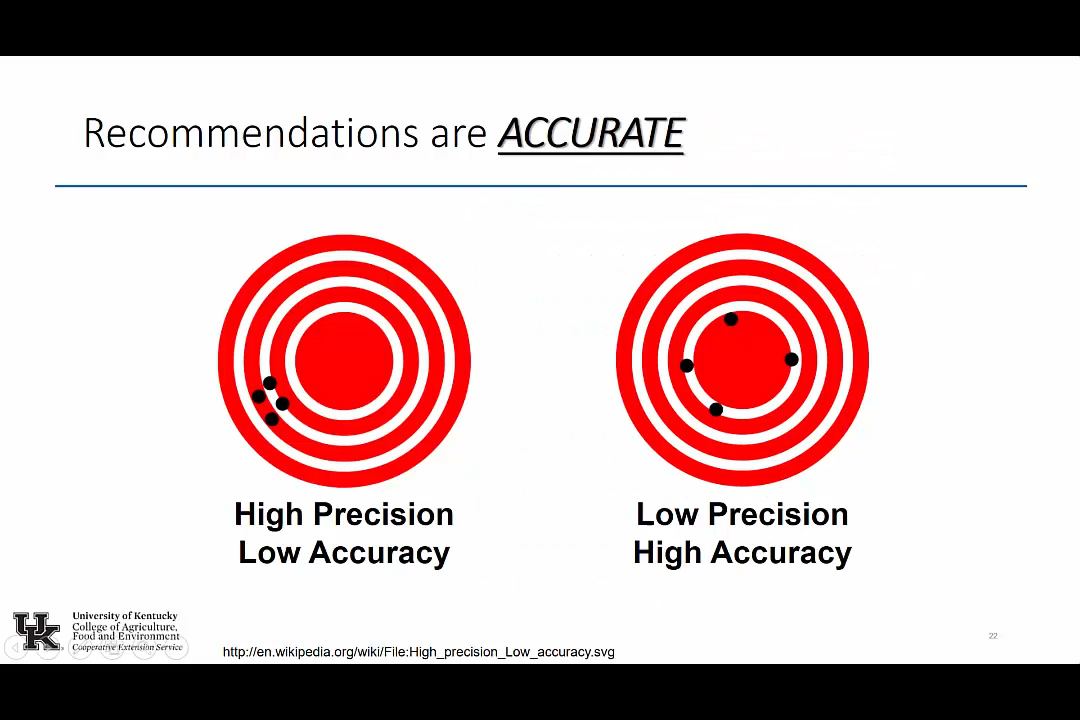 Recommendations are ACCURATE
High Precision
Low Accuracy
Low Precision
High Accuracy
University of Kentucky
College of Agriculture,
Food and Environment
Cooperative Extension Service
UK
http://en.wikipedia.org/wiki/File:High_precision_Low_accuracy.svg
22